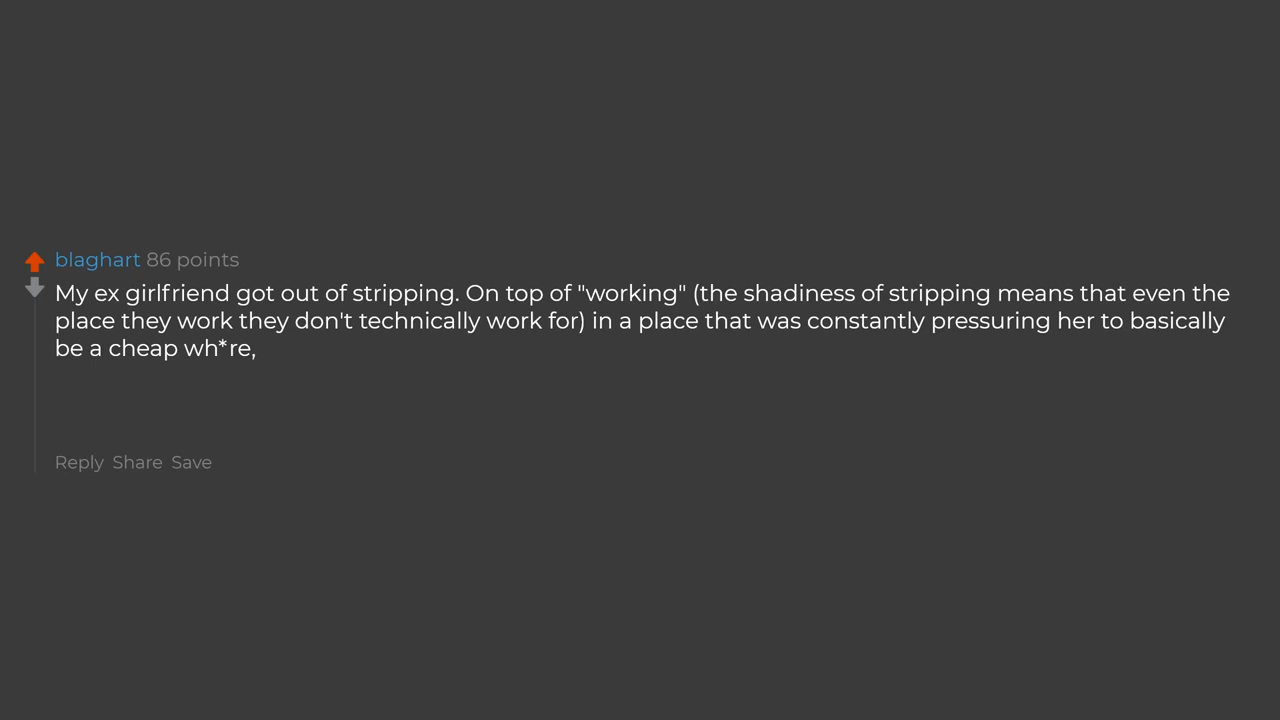 blaghart 86 points
My ex girlfriend got out of stripping. On top of "working" (the shadiness of stripping means that even the
place they work they don't technically work for) in a place that was constantly pressuring her to basically
be a cheap wh*re,
Reply Share Save